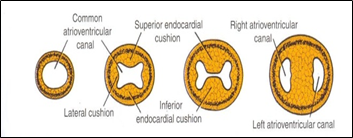 Common
atrioventricular
canal
Superior endocardial
cushion
Right atrioventricular
canal
Lateral cushion
Inferior
endocardial cushion
Left atrioventricular canal